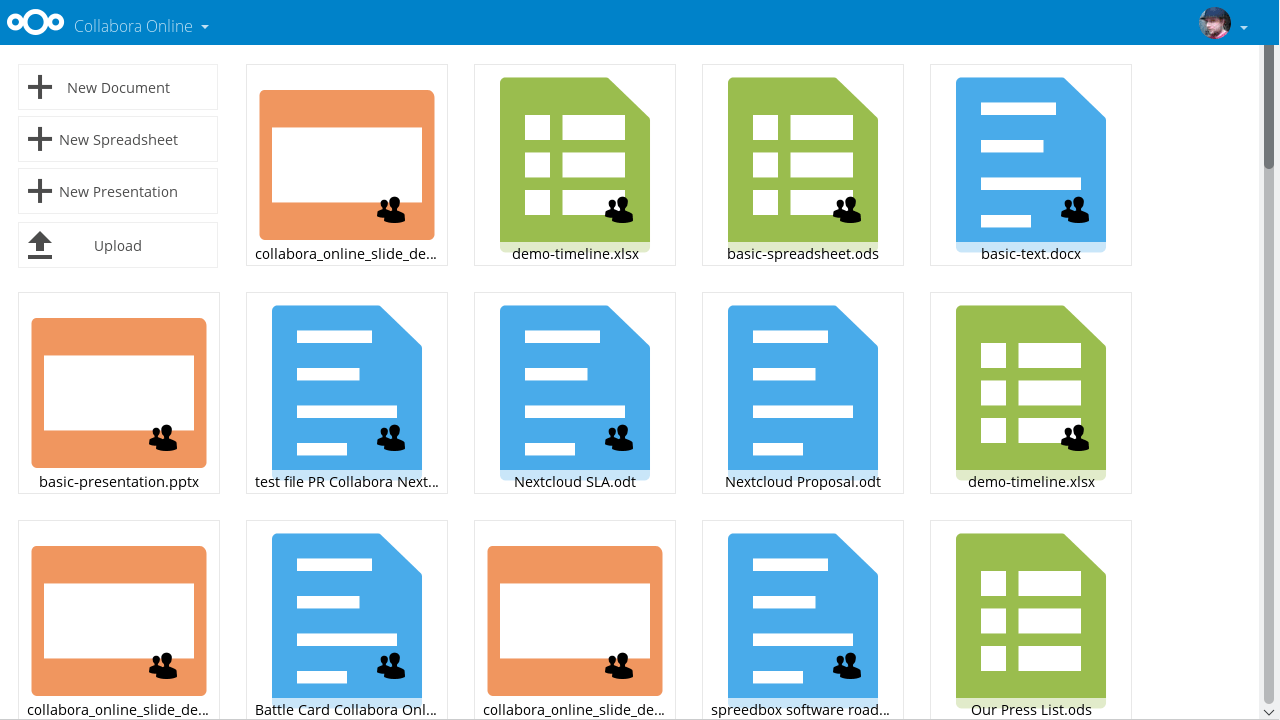 Collabora Online
New Document
New Spreadsheet
New Presentation
Upload
collabora_online_slide_de...
demo-timeline.xlsx
basic-spreadsheet.ods
basic-text.docx
basic-presentation.pptx
test file PR Collabora Next...
Nextcloud SLA.odt
Nextcloud Proposal.odt
demo-timeline.xlsx
collabora_online_slide_de...
Battle Card Collabora Onl...
collabora_online_slide_de...
spreedbox software road...
Our Press List.ods